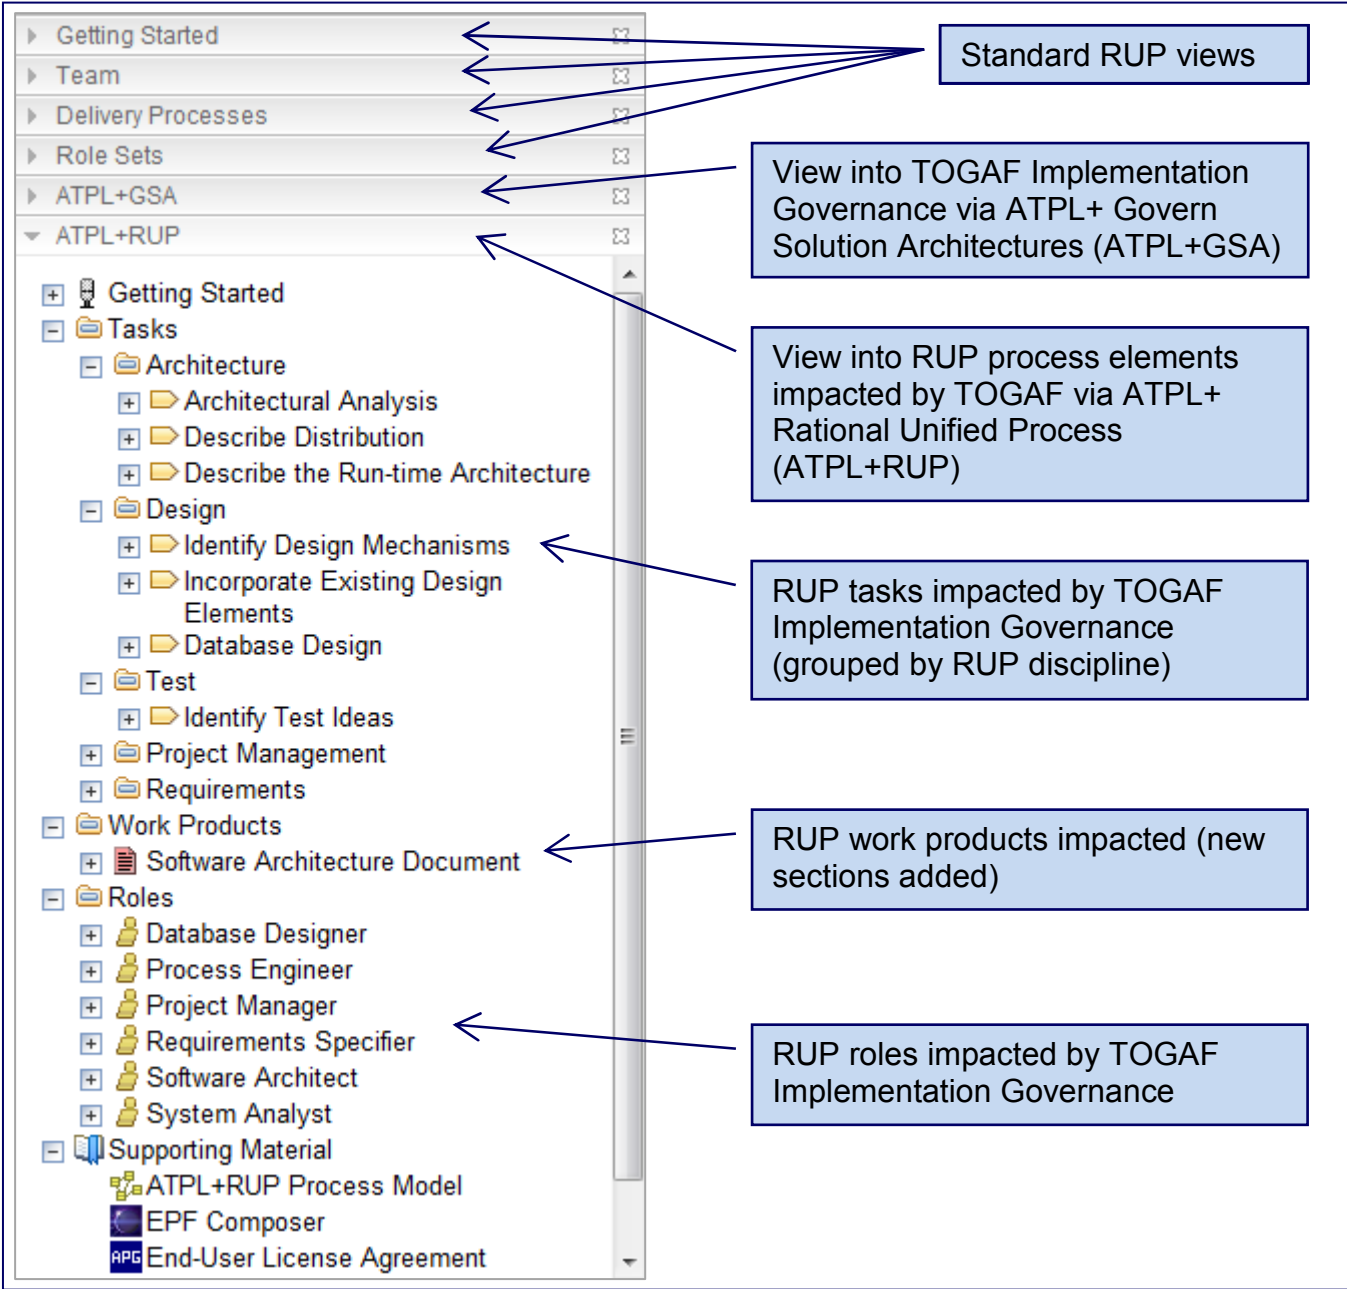 Getting Started
Team
Delivery Processes
Role Sets
ATPL+GSA
ATPL+RUP
Getting Started
Tasks
Architecture
Architectural Analysis
Describe Distribution
Describe the Run-time Architecture
Design
Identify Design Mechanisms
Incorporate Existing Design
Elements
Database Design
Test
Identify Test Ideas
Project Management
Requirements
Work Products
Software Architecture Document
Roles
Database Designer
Process Engineer
Project Manager
Requirements Specifier
Software Architect
System Analyst
Supporting Material
ATPL+RUP Process Model
EPF Composer
APG End-User License Agreement
Standard RUP views
View into TOGAF Implementation
Governance via ATPL+ Govern
Solution Architectures (ATPL+GSA)
View into RUP process elements
impacted by TOGAF via ATPL+
Rational Unified Process
(ATPL+RUP)
RUP tasks impacted by TOGAF
Implementation Governance
(grouped by RUP discipline)
RUP work products impacted (new
sections added)
RUP roles impacted by TOGAF
Implementation Governance